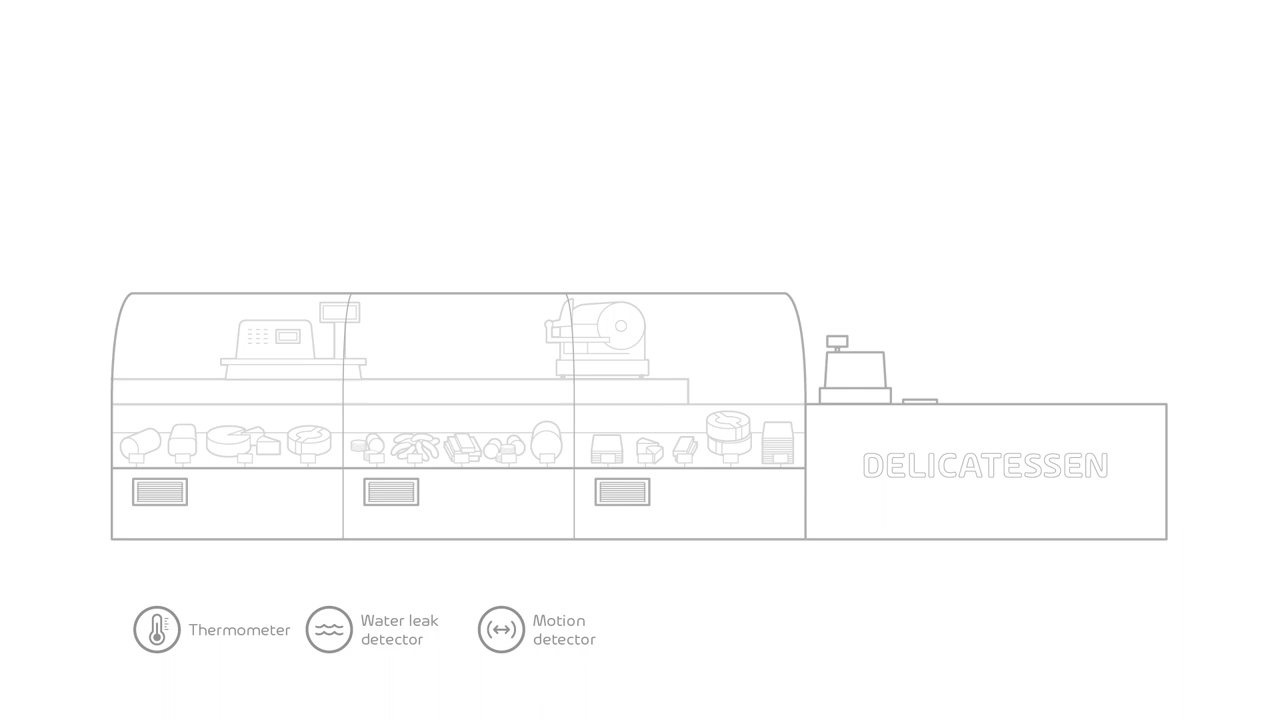 DELICATESSEN
Thermometer
Water leak
detector
Motion
detector